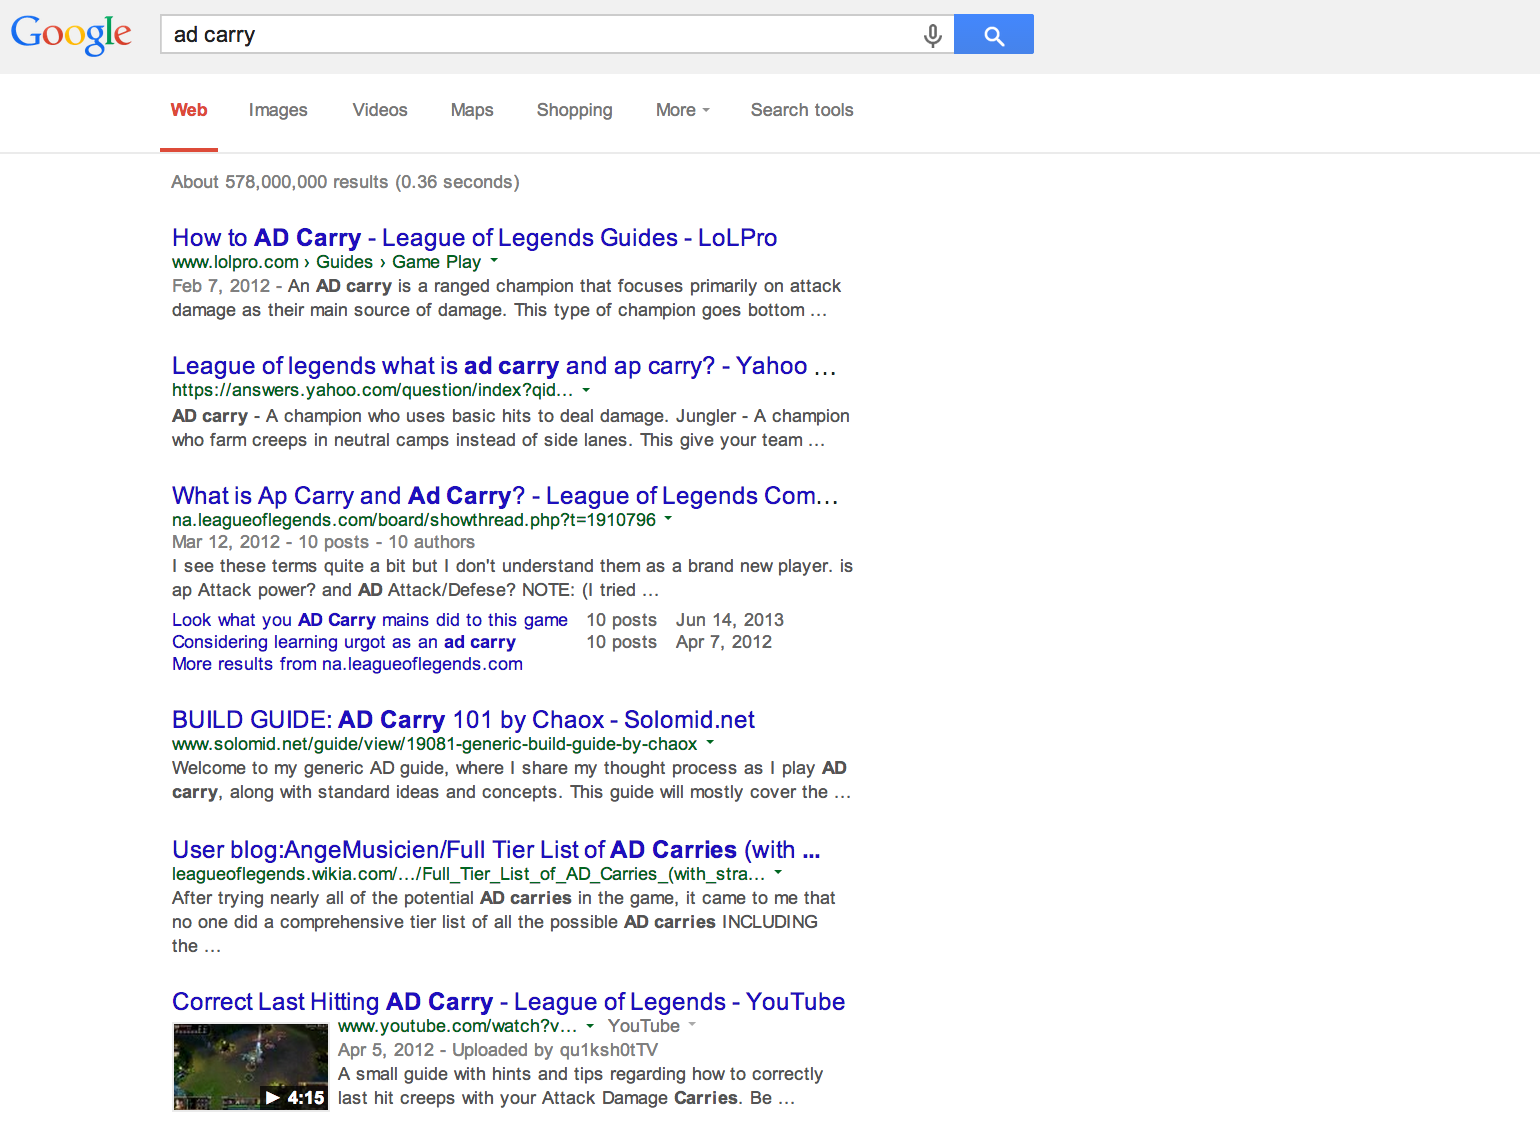 Google
ad carry
Web Images Videos Maps Shopping More Search tools
About 578,000,000 results (0.36 seconds)
How to AD Carry - League of Legends Guides - LoLPro
www.lolpro.com › Guides › Game Play
Feb 7, 2012 - An AD carry is a ranged champion that focuses primarily on attack
damage as their main source of damage. This type of champion goes bottom ...
League of legends what is ad carry and ap carry? - Yahoo ...
https://answers.yahoo.com/question/index?qid...
AD carry - A champion who uses basic hits to deal damage. Jungler - A champion
who farm creeps in neutral camps instead of side lanes. This give your team ...
What is Ap Carry and Ad Carry? - League of Legends Com...
na.leagueoflegends.com/board/showthread.php?t=1910796
Mar 12, 2012 - 10 posts - 10 authors
I see these terms quite a bit but I don't understand them as a brand new player. is
ap Attack power? and AD Attack/Defese? NOTE: (I tried ...
Look what you AD Carry mains did to this game 10 posts Jun 14, 2013
Considering learning urgot as an ad carry 10 posts Apr 7, 2012
More results from na.leagueoflegends.com
BUILD GUIDE: AD Carry 101 by Chaox - Solomid.net
www.solomid.net/guide/view/19081-generic-build-guide-by-chaox
Welcome to my generic AD guide, where I share my thought process as I play AD
carry, along with standard ideas and concepts. This guide will mostly cover the ...
User blog:AngeMusicien/Full Tier List of AD Carries (with ...
leagueoflegends.wikia.com/.../Full_Tier_List_of_AD_Carries_(with_stra...
After trying nearly all of the potential AD carries in the game, it came to me that
no one did a comprehensive tier list of all the possible AD carries INCLUDING
the ...
Correct Last Hitting AD Carry - League of Legends - YouTube
www.youtube.com/watch?v... YouTube
Apr 5, 2012 - Uploaded by qu1ksh0tTV
A small guide with hints and tips regarding how to correctly
last hit creeps with your Attack Damage Carries. Be ...
4:15